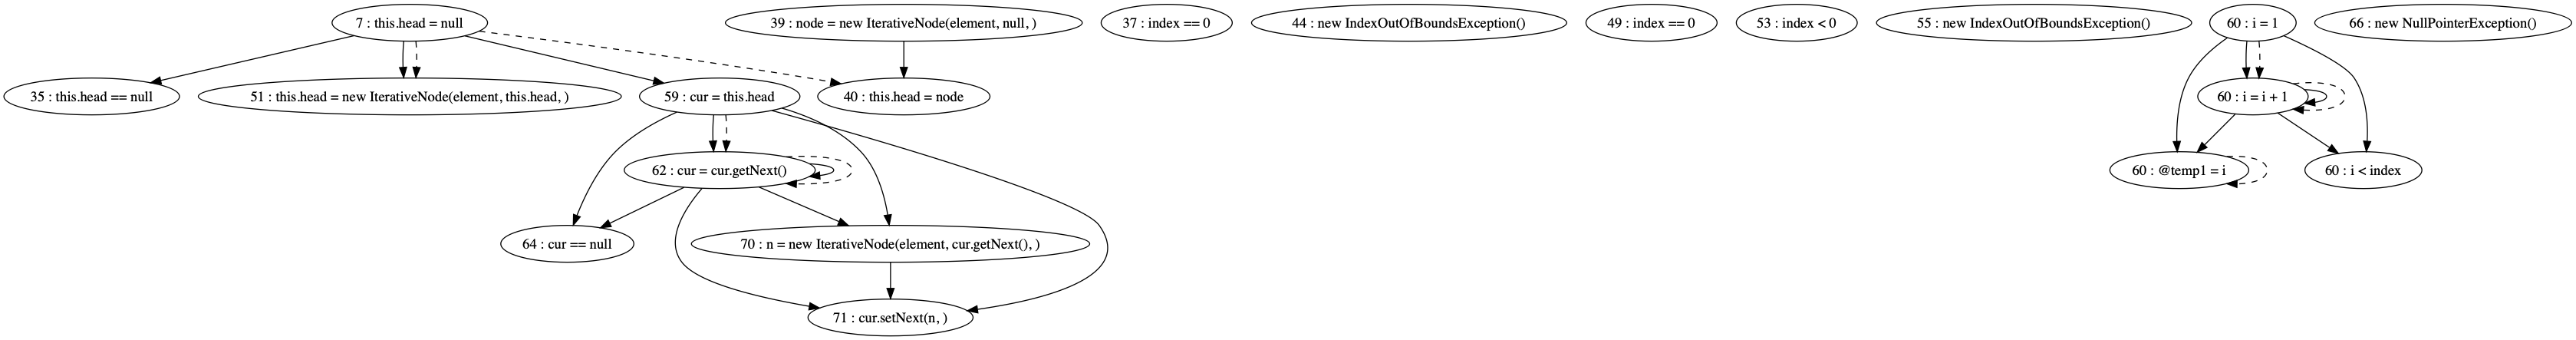 7 : this.head = null
39 : node = new IterativeNode(element, null, )
37 : index == 0
44 : new IndexOutOfBoundsException()
49 : index == 0
53 : index < 0
55 : new IndexOutOfBoundsException()
60 : i = 1
66 : new NullPointerException()
35 : this.head == null
51 : this.head = new IterativeNode(element, this.head, )
59 : cur = this.head
40 : this.head = node
60 : i = i + 1
62 : cur = cur.getNext()
60 : @temp1 = i
60 : i < index
64 : cur == null
70 : n = new IterativeNode(element, cur.getNext(), )
71 : cur.setNext(n, )